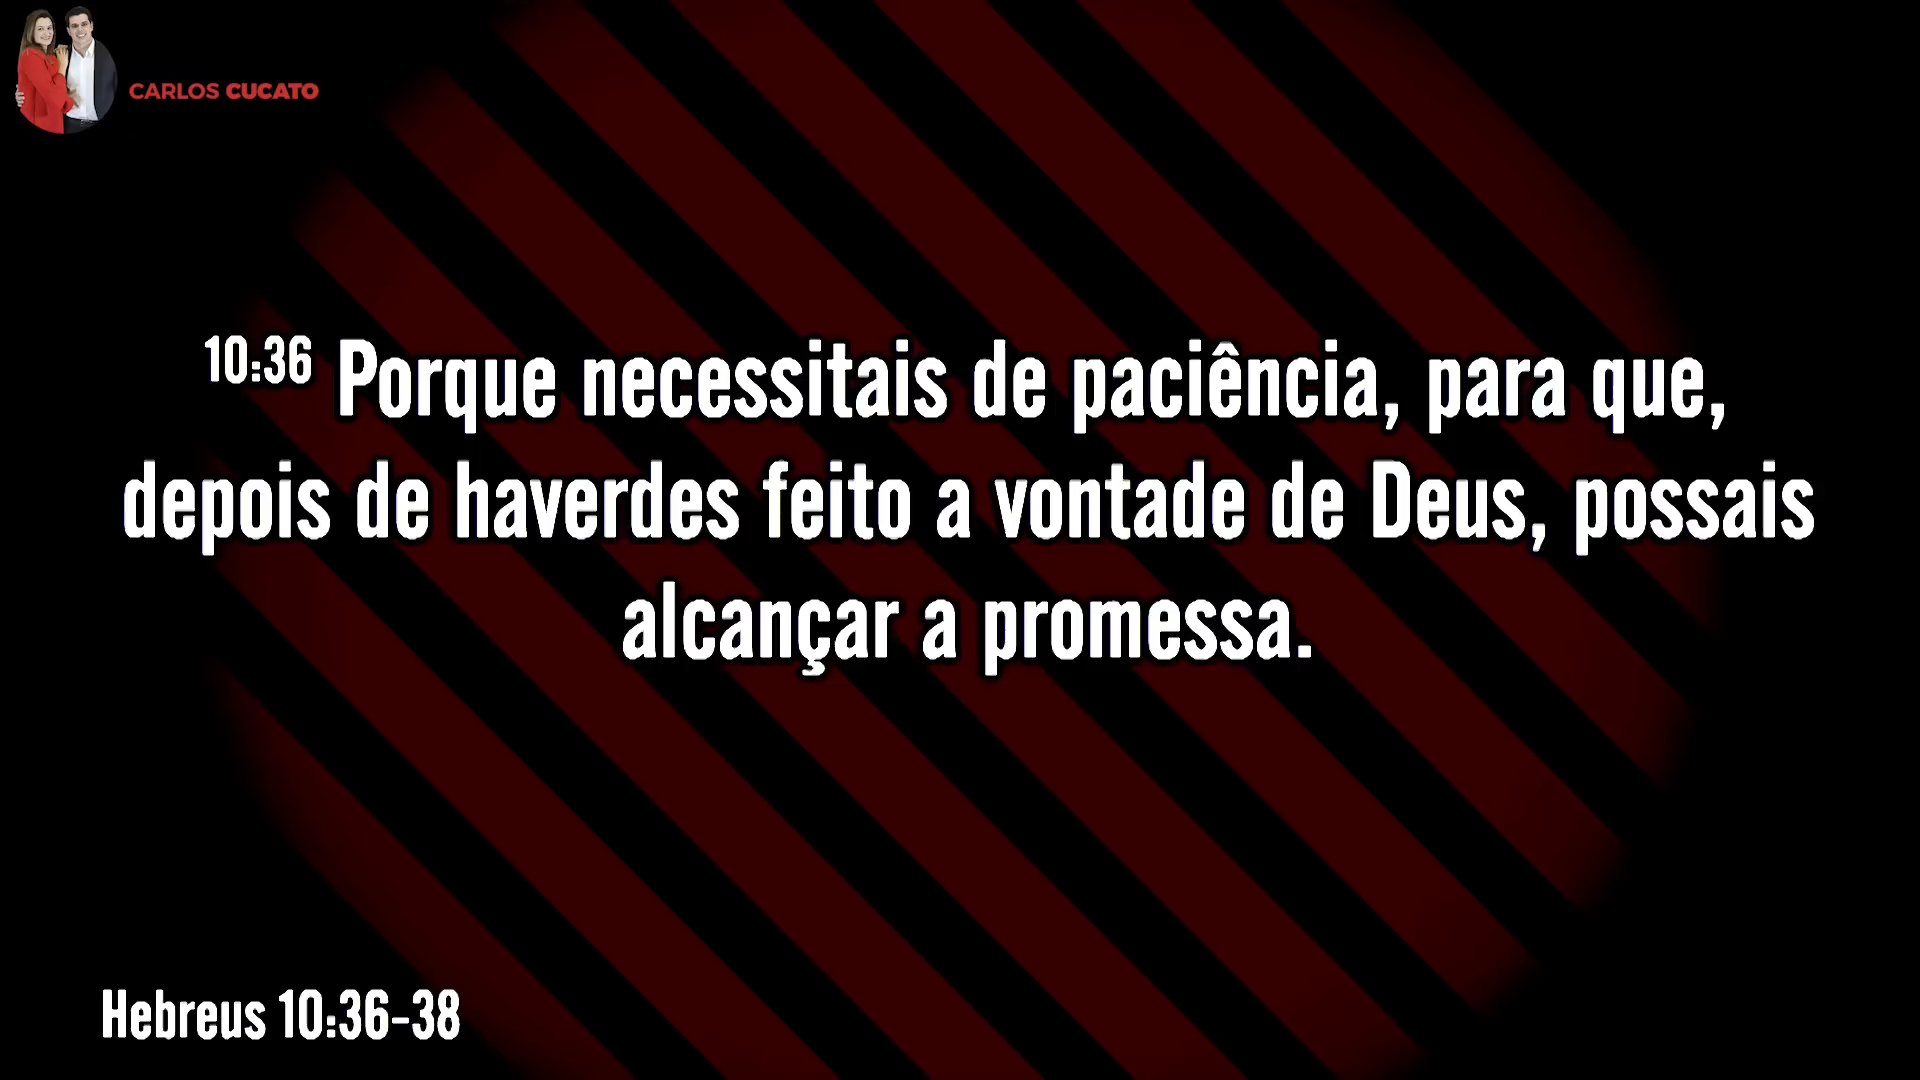 CARLOS CUCATO
10:36 Porque necessitais de paciência, para que,
depois de haverdes feito a vontade de Deus, possais
alcançar a promessa.
Hebreus 10:36-38